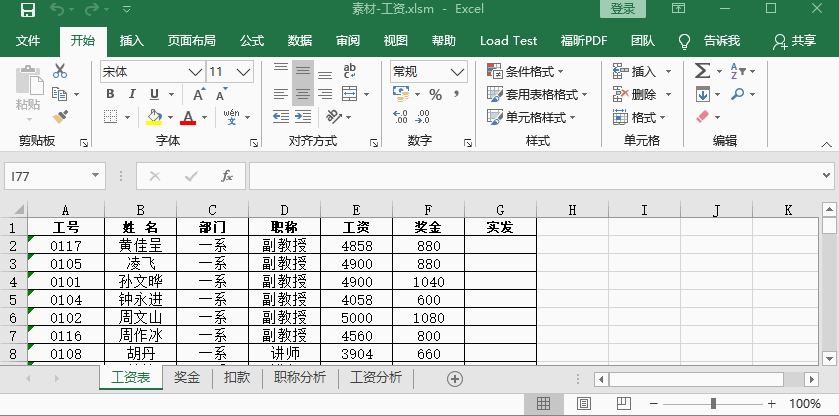 素材-工资.xlsm - Excel 登录
文件 开始 插入 页面布局 公式 数据 审阅 视图 帮助 Load Test 福昕PDF 团队 告诉我 共享
宋体 11 常规 条件格式 插入
粘贴 B I U A A wén 文 套用表格格式 删除
单元格样式 格式
剪贴板 字体 对齐方式 数字 样式 单元格 编辑
I77 fx
A B C D E F G H I J K
1 工号 姓 名 部门 职称 工资 奖金 实发
2 0117 黄佳呈 一系 副教授 4858 880
3 0105 凌飞 一系 副教授 4900 880
4 0101 孙文晔 一系 副教授 4900 1040
5 0104 钟永进 一系 副教授 4058 600
6 0102 周文山 一系 副教授 5000 1080
7 0116 周作冰 一系 副教授 4560 800
8 0108 胡丹 一系 讲师 3904 660
工资表 奖金 扣款 职称分析 工资分析
100%